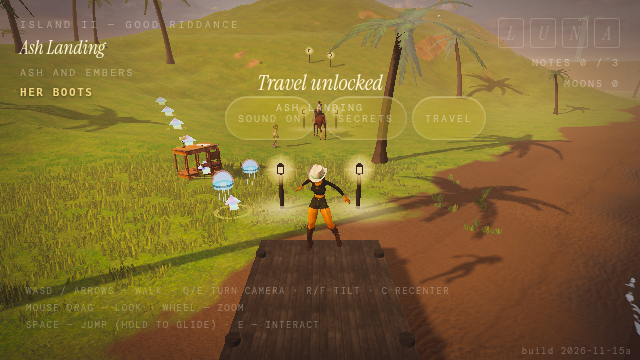 ISLAND II — GOOD RIDDANCE
Ash Landing
ASH AND EMBERS
HER BOOTS
LUNA
NOTES 0 / 3
MOONS 0
Travel unlocked
ASH LANDING
SOUND ON
SECRETS
TRAVEL
WASD / ARROWS — WALK · Q/E TURN CAMERA · R/F TILT · C RECENTER
MOUSE DRAG — LOOK · WHEEL — ZOOM
SPACE — JUMP (HOLD TO GLIDE) · E — INTERACT
build 2026-11-15a